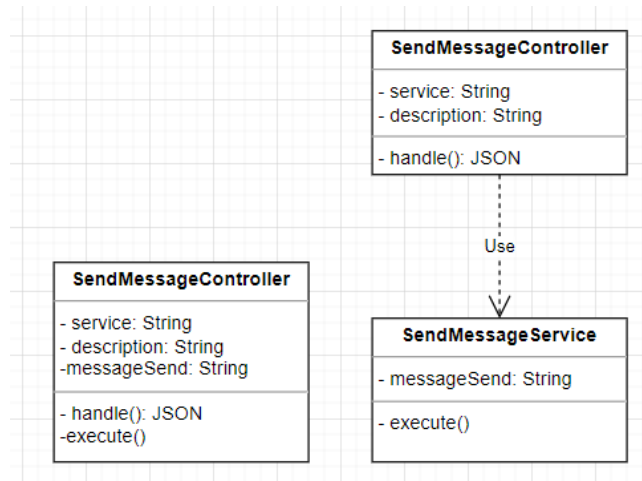 SendMessageController
- service: String
- description: String
- handle(): JSON
Use
SendMessageController
- service: String
- description: String
-messageSend: String
- handle(): JSON
-execute()
SendMessageService
- messageSend: String
- execute()